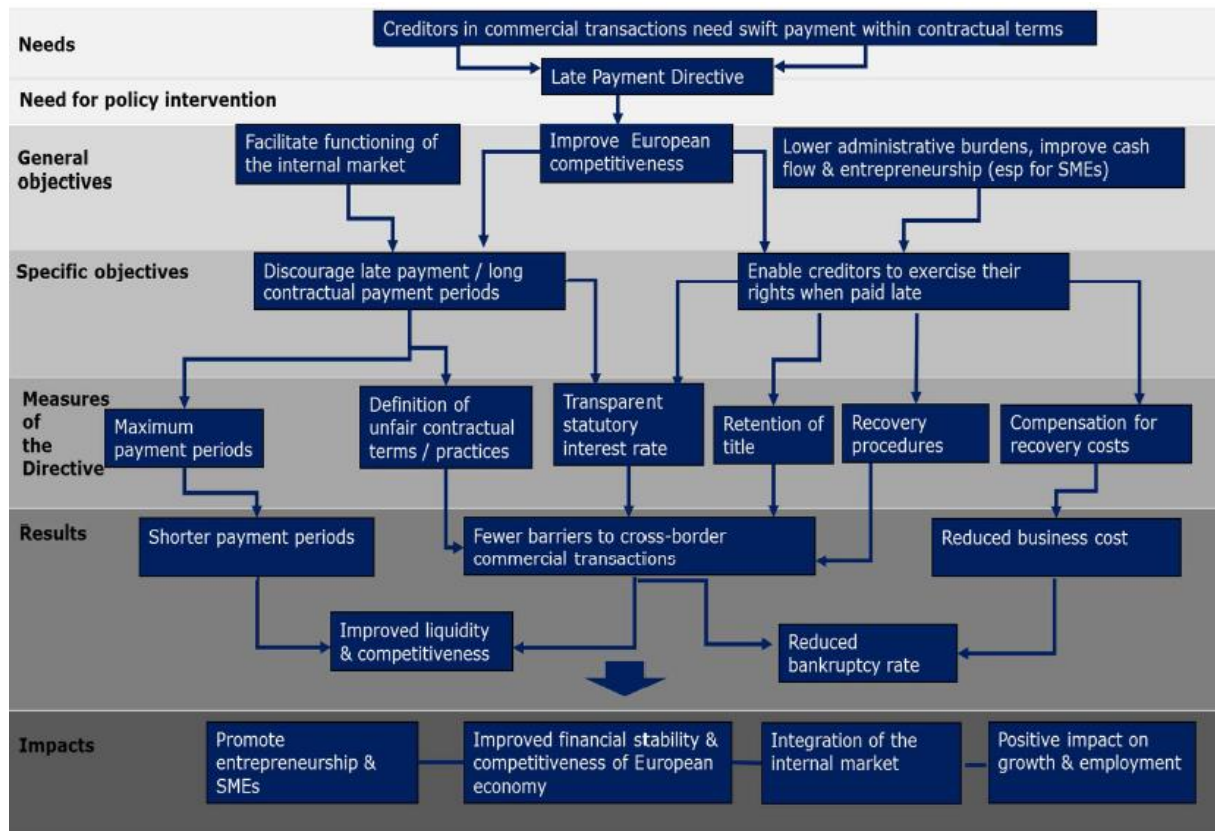 Needs
Creditors in commercial transactions need swift payment within contractual terms
Late Payment Directive
Need for policy intervention
General
objectives
Facilitate functioning of
the internal market
Improve European
competitiveness
Lower administrative burdens, improve cash
flow & entrepreneurship (esp for SMEs)
Specific objectives
Discourage late payment / long
contractual payment periods
Enable creditors to exercise their
rights when paid late
Measures
of
the
Directive
Maximum
payment periods
Definition of
unfair contractual
terms / practices
Transparent
statutory
interest rate
Retention of
title
Recovery
procedures
Compensation for
recovery costs
Results
Shorter payment periods
Fewer barriers to cross-border
commercial transactions
Reduced business cost
Improved liquidity
& competitiveness
Reduced
bankruptcy rate
Impacts
Promote
entrepreneurship &
SMEs
Improved financial stability &
competitiveness of European
economy
Integration of the
internal market
Positive impact on
growth & employment